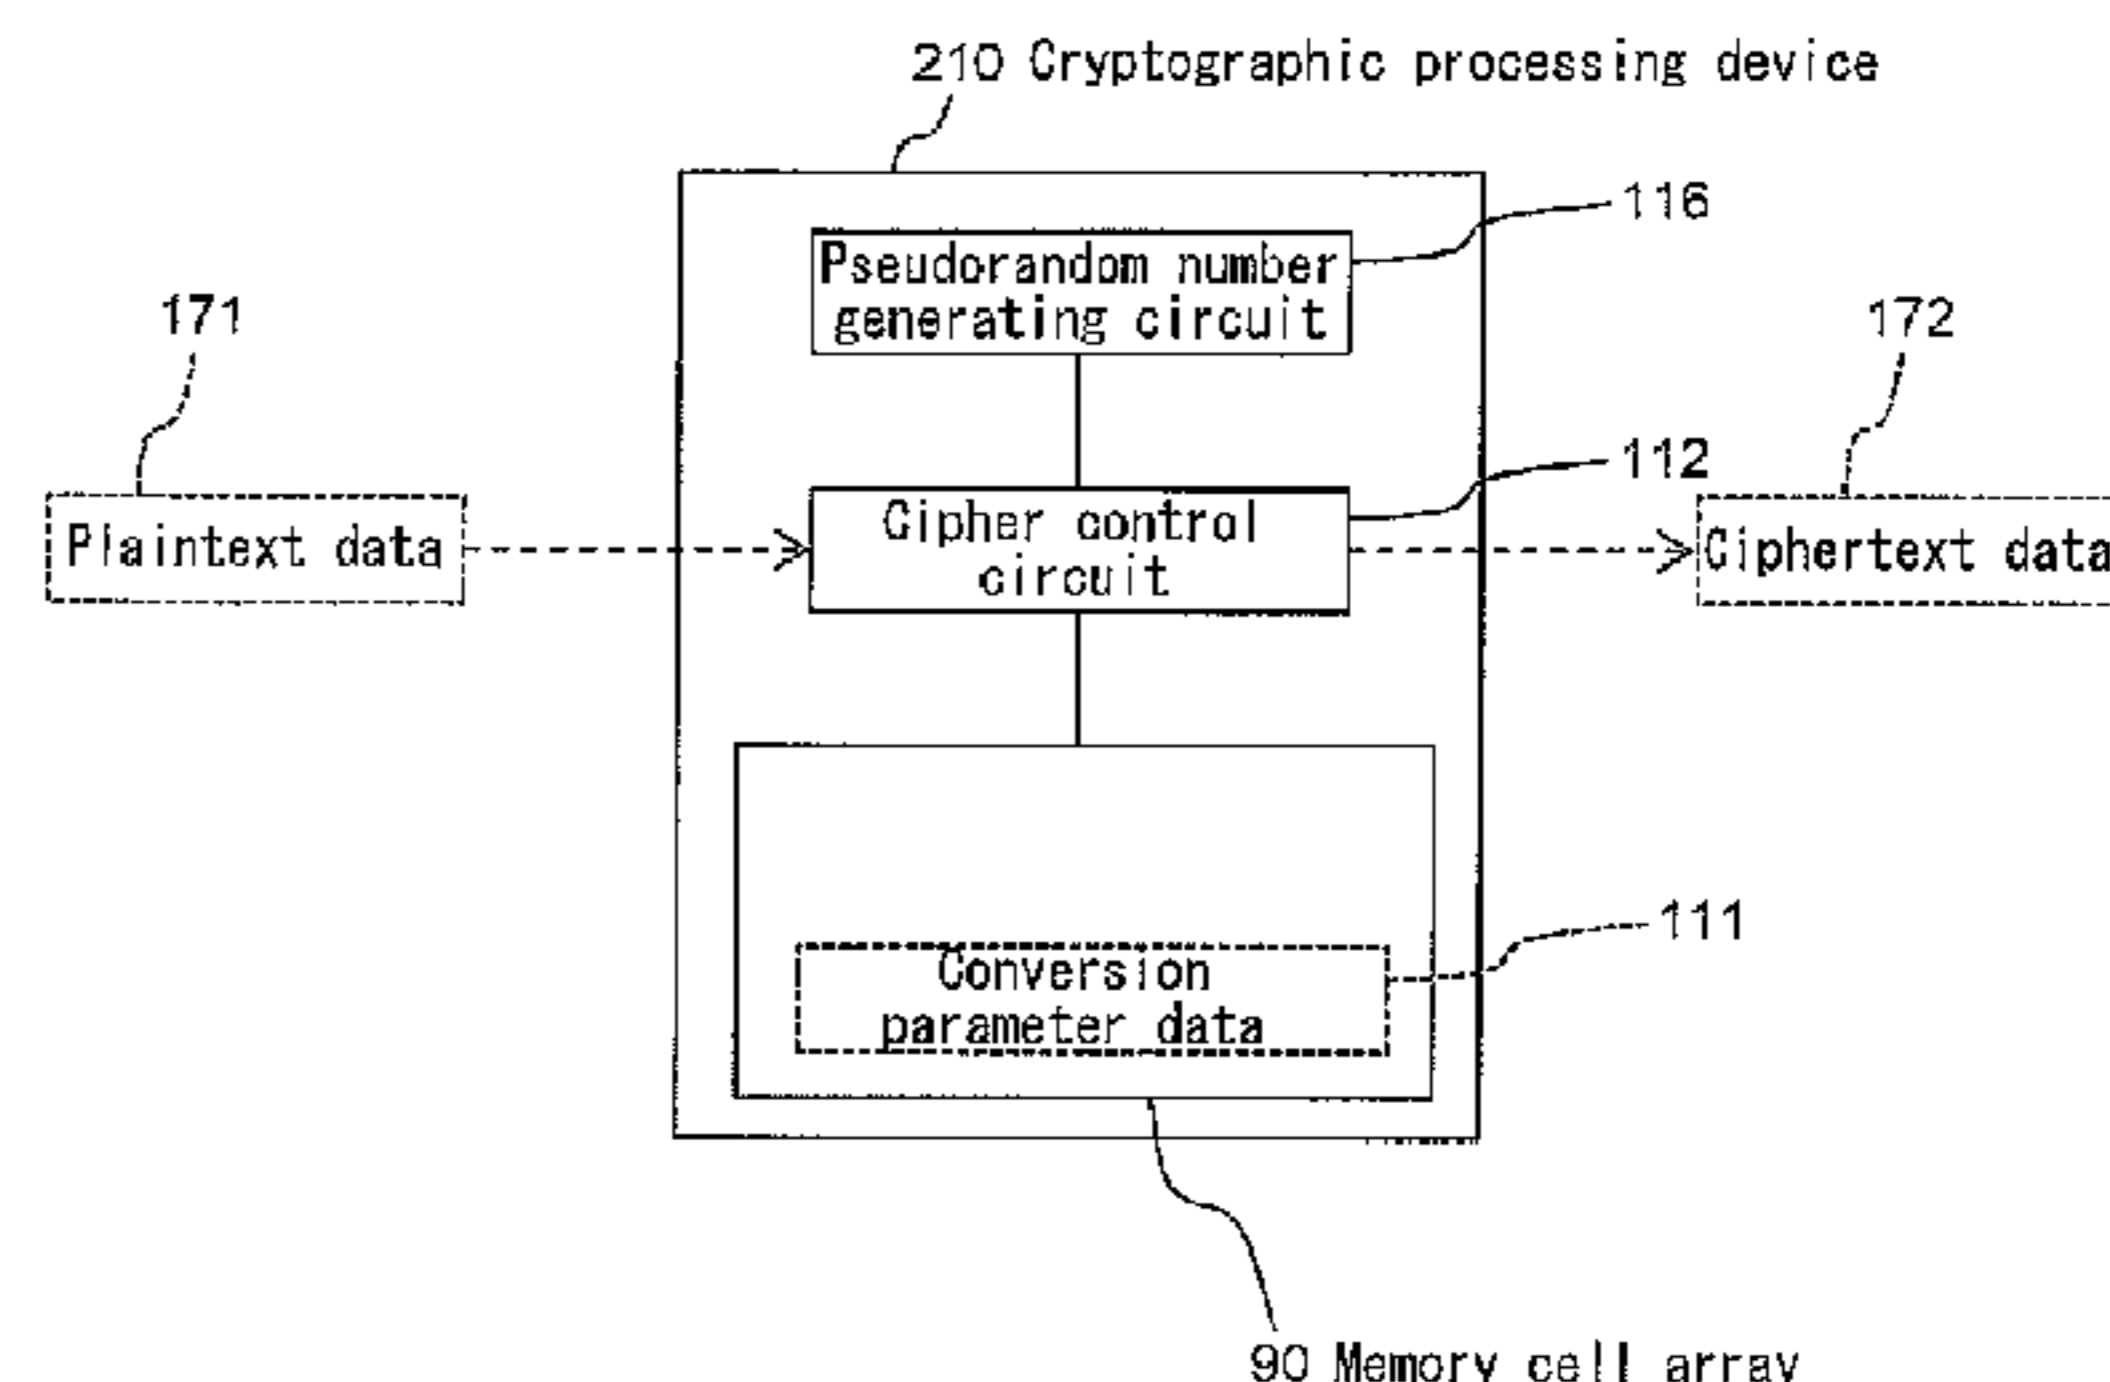 210 Cryptographic processing device
116
Pseudorandom number
generating circuit
171
172
112
Plaintext data
Cipher control
circuit
Ciphertext data
111
Conversion
parameter data
90 Memory cell array